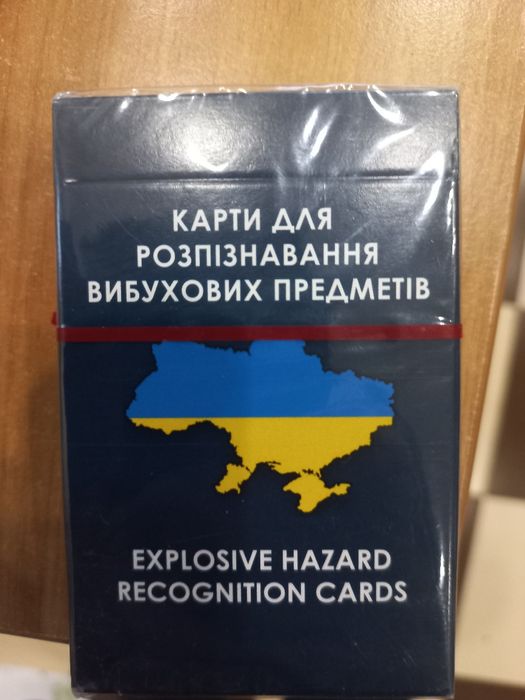 КАРТИ ДЛЯ
РОЗПІЗНАВАННЯ
ВИБУХОВИХ ПРЕДМЕТІВ
EXPLOSIVE HAZARD
RECOGNITION CARDS